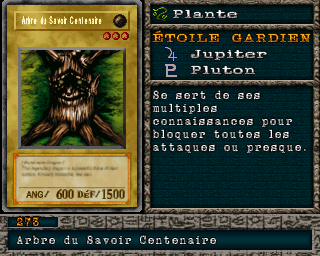 Arbre du Savoir Centenaire
ANG/ 600 DÉF/1500
Plante
ÉTOILE GARDIEN
Jupiter
Pluton
Se sert de ses
multiples
connaissances pour
bloquer toutes les
attaques ou presque.
273
Arbre du Savoir Centenaire